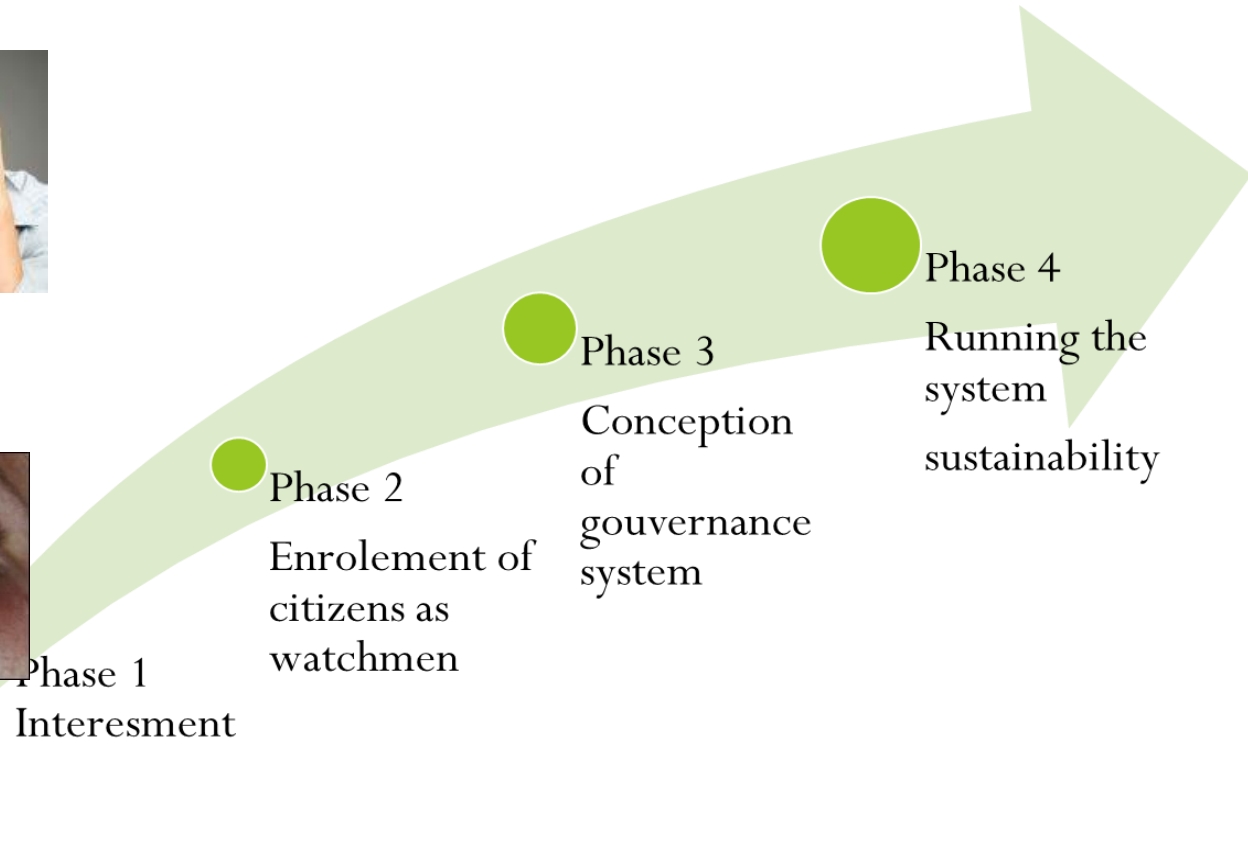 Phase 1
Interesment
Phase 2
Enrolement of
citizens as
watchmen
Phase 3
Conception
of
gouvernance
system
Phase 4
Running the
system
sustainability